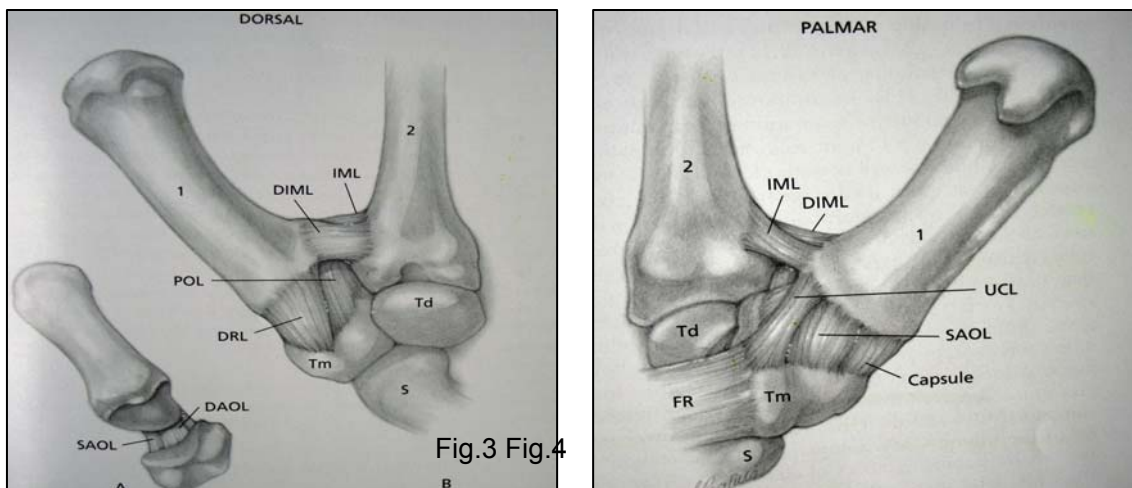 DORSAL
2
IML
DIML
1
POL
Td
DRL
Tm
S
DAOL
SAOL
Fig.3 Fig.4
B
PALMAR
2
IML
DIML
1
UCL
Td
SAOL
Capsule
FR
Tm
S